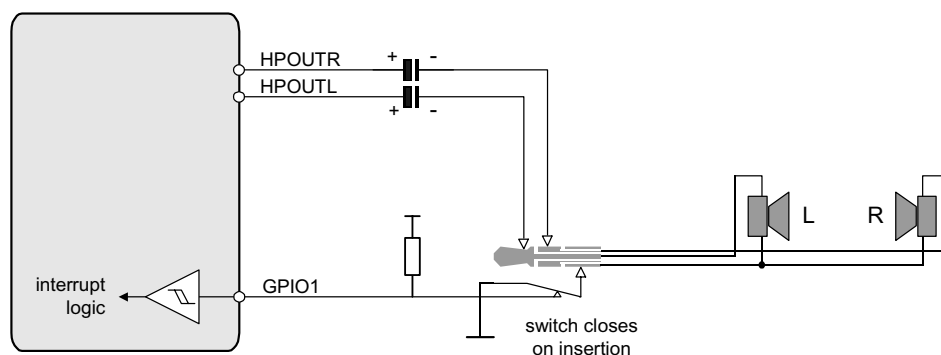 HPOUTR
+ -
HPOUTL
+ -
L
R
interrupt
logic
GPIO1
switch closes
on insertion